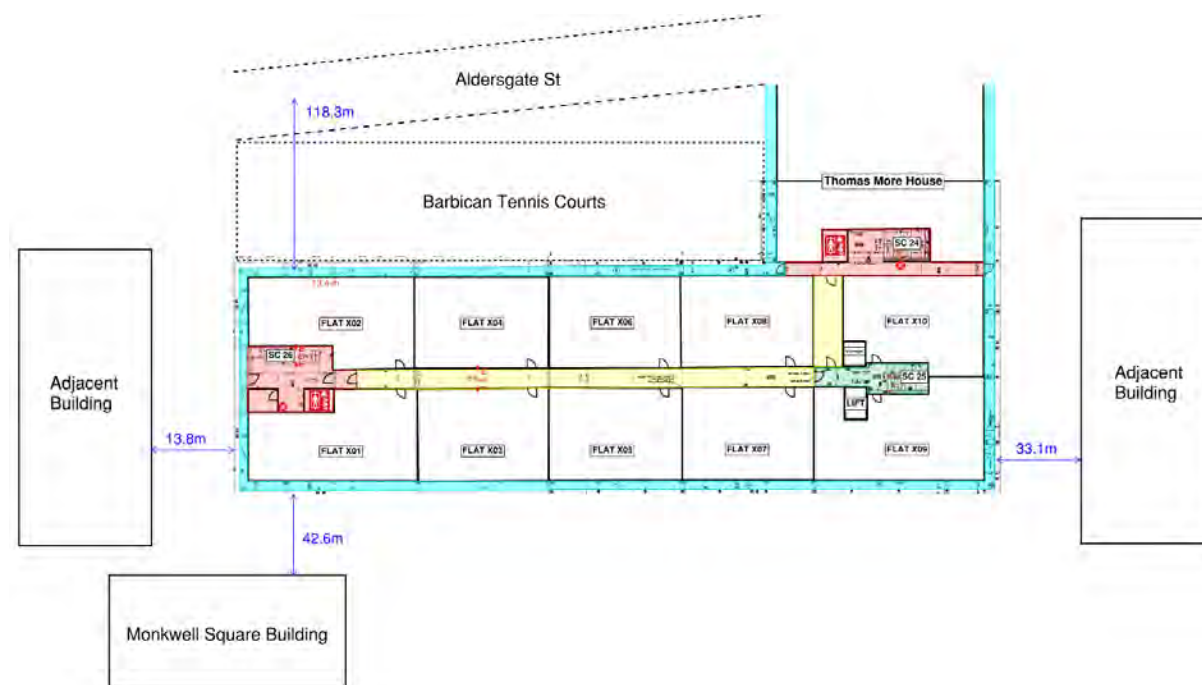 Aldersgate St
118.3m
Barbican Tennis Courts
Thomas More House
SC 24
FLAT X02
FLAT X04
FLAT X06
FLAT X08
FLAT X10
SC 26
SC 25
LIFT
Adjacent
Building
Adjacent
Building
13.8m
33.1m
FLAT X01
FLAT X03
FLAT X05
FLAT X07
FLAT X09
42.6m
Monkwell Square Building